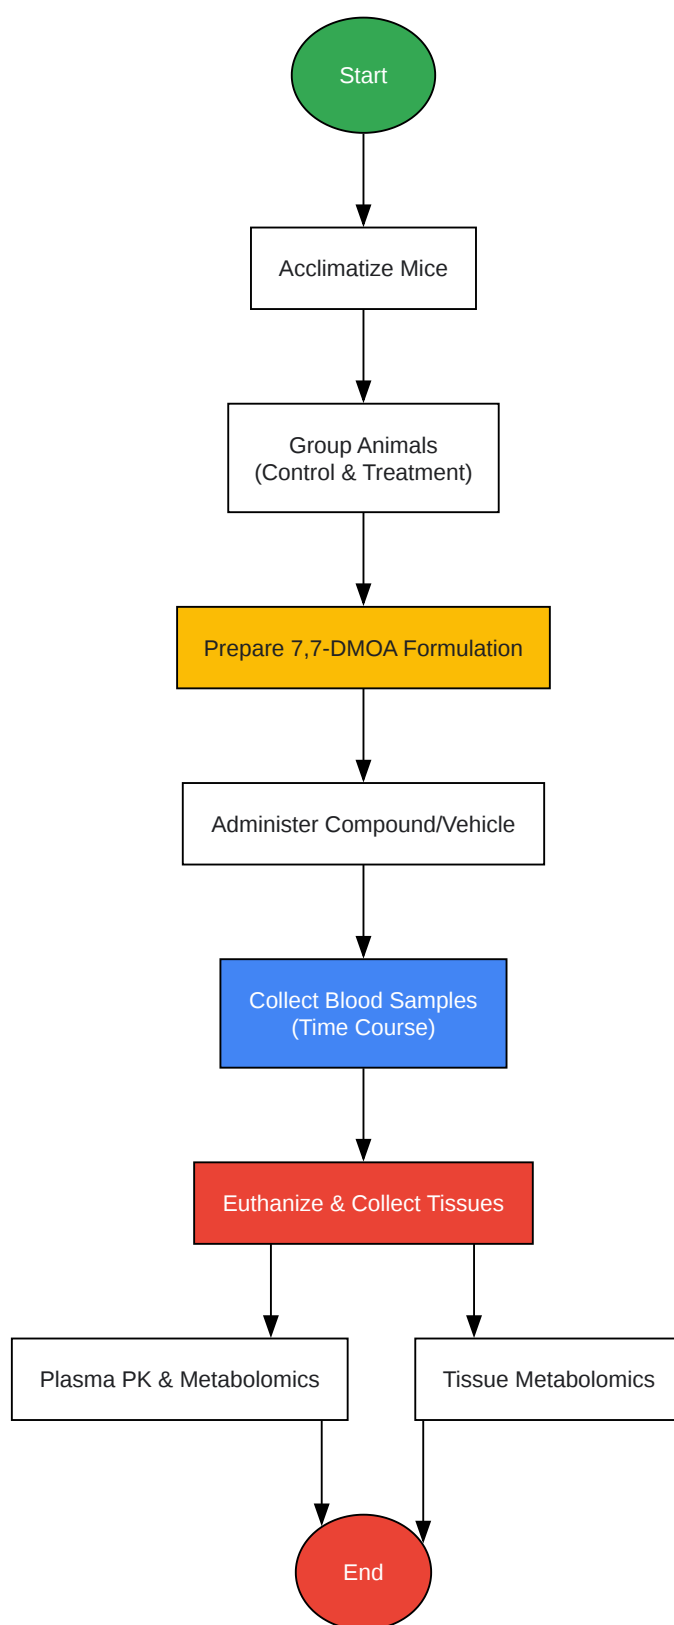 Start
Acclimatize Mice
Group Animals
(Control & Treatment)
Prepare 7,7-DMOA Formulation
Administer Compound/Vehicle
Collect Blood Samples
(Time Course)
Euthanize & Collect Tissues
Plasma PK & Metabolomics
Tissue Metabolomics
End